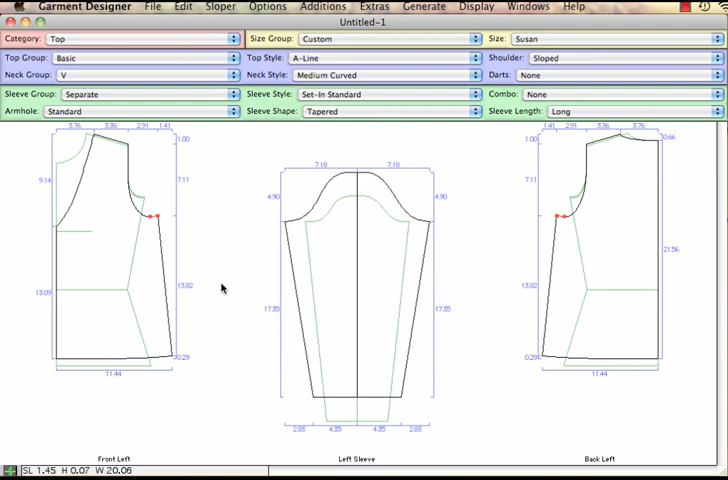 Garment Designer File Edit Sloper Options Additions Extras Generate Display Windows Help
Untitled-1
Category: Top Size Group: Custom Size: Susan
Top Group: Basic Top Style: A-Line Shoulder: Sloped
Neck Group: V Neck Style: Medium Curved Darts: None
Sleeve Group: Separate Sleeve Style: Set-In Standard Combo: None
Armhole: Standard Sleeve Shape: Tapered Sleeve Length: Long
3.76 3.36 2.91 1.41 1.41 2.91 3.36 3.76
1.00 1.00 0.66
7.18 7.18
9.14 7.11 7.11
4.90 4.90
21.56
13.09 13.82 17.35 17.35 13.82
0.29 0.29
11.44 11.44
2.88 4.35 4.35 2.88
Front Left Left Sleeve Back Left
SL 1.45 H 0.07 W 20.06